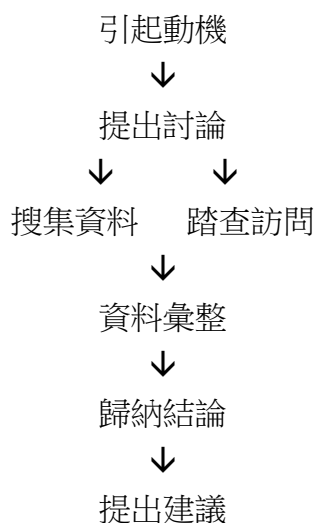 引起動機
↓
提出討論
↓ ↓
搜集資料 踏查訪問
↓
資料彙整
↓
歸納結論
↓
提出建議